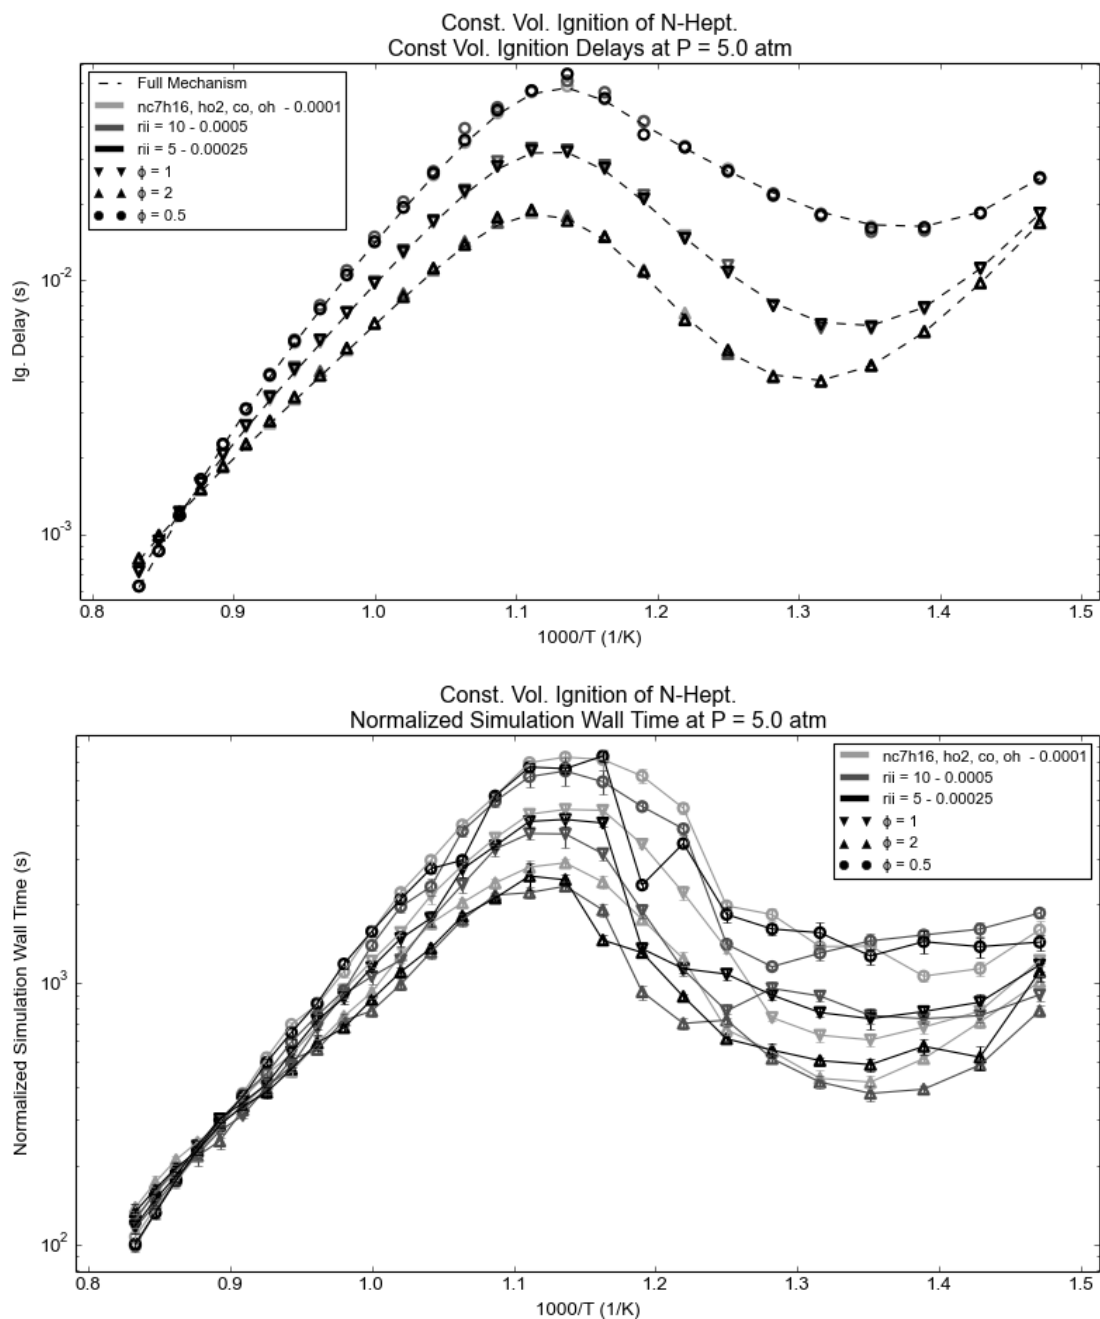 Const. Vol. Ignition of N-Hept.
Const Vol. Ignition Delays at P = 5.0 atm
Full Mechanism
nc7h16, ho2, co, oh - 0.0001
rii = 10 - 0.0005
rii = 5 - 0.00025
ϕ = 1
ϕ = 2
ϕ = 0.5
Ig. Delay (s)
10⁻²
10⁻³
0.8 0.9 1.0 1.1 1.2 1.3 1.4 1.5
1000/T (1/K)
Const. Vol. Ignition of N-Hept.
Normalized Simulation Wall Time at P = 5.0 atm
nc7h16, ho2, co, oh - 0.0001
rii = 10 - 0.0005
rii = 5 - 0.00025
ϕ = 1
ϕ = 2
ϕ = 0.5
Normalized Simulation Wall Time (s)
10³
10²
0.8 0.9 1.0 1.1 1.2 1.3 1.4 1.5
1000/T (1/K)